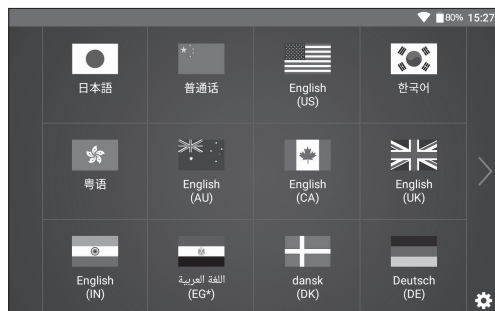 80% 15:27
日本語
普通话
English
(US)
한국어
粤语
English
(AU)
English
(CA)
English
(UK)
English
(IN)
اللغة العربية
(EG*)
dansk
(DK)
Deutsch
(DE)